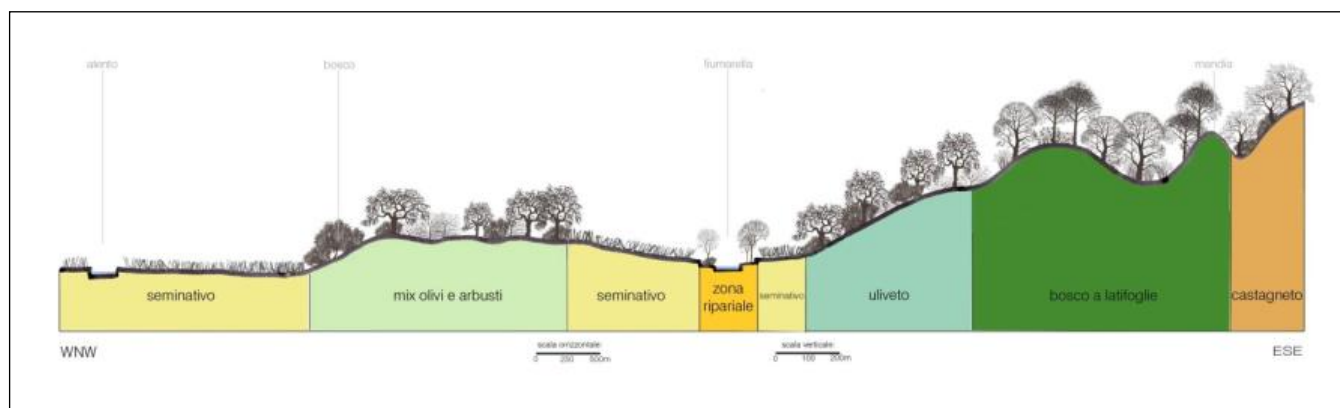 alento
bosco
fiumarella
mandia
seminativo
mix olivi e arbusti
seminativo
zona
ripariale
seminativo
uliveto
bosco a latifoglie
castagneto
WNW
scala orizzontale:
0 250 500m
scala verticale:
0 100 200m
ESE